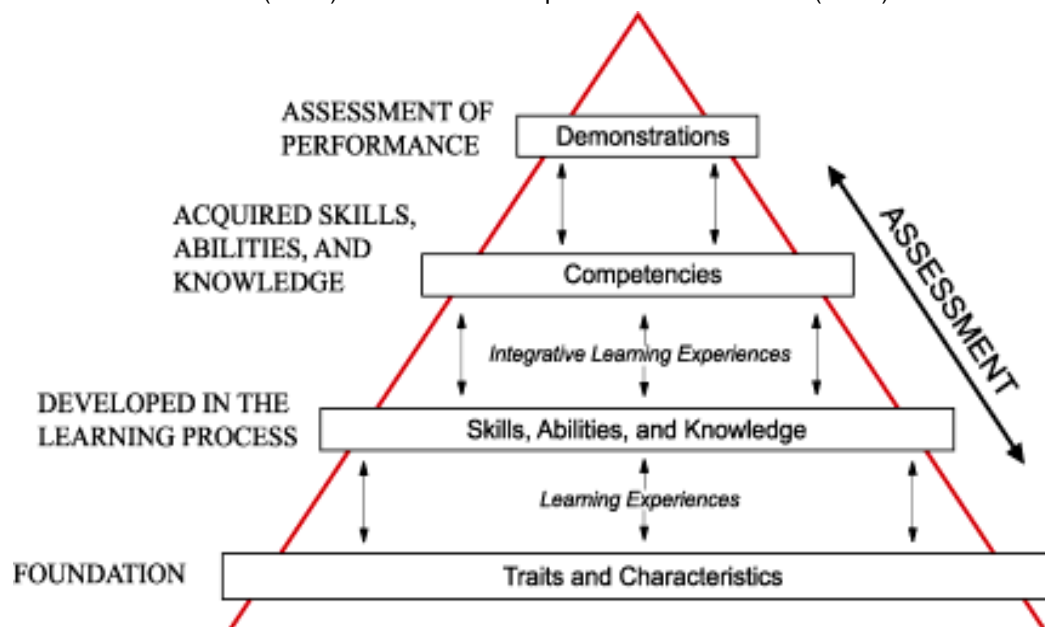 ASSESSMENT OF
PERFORMANCE
Demonstrations
ACQUIRED SKILLS,
ABILITIES, AND
KNOWLEDGE
Competencies
ASSESSMENT
Integrative Learning Experiences
DEVELOPED IN THE
LEARNING PROCESS
Skills, Abilities, and Knowledge
Learning Experiences
FOUNDATION
Traits and Characteristics